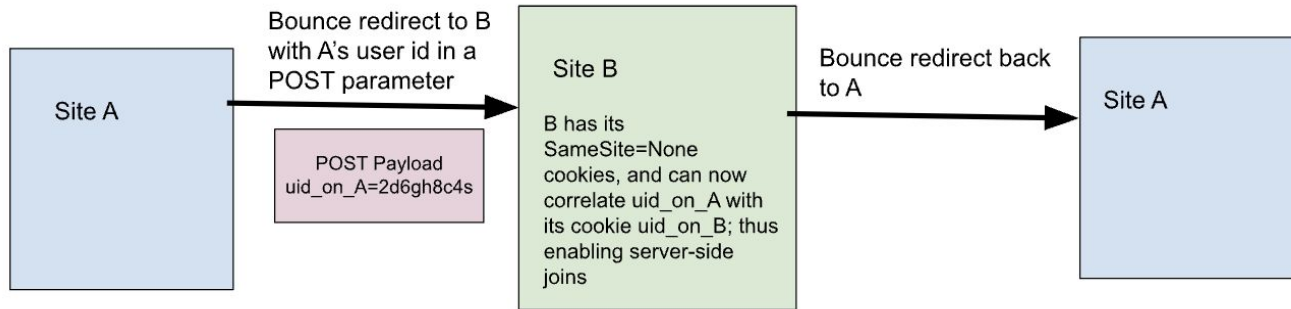 Site A
Bounce redirect to B
with A's user id in a
POST parameter
POST Payload
uid_on_A=2d6gh8c4s
Site B
B has its
SameSite=None
cookies, and can now
correlate uid_on_A with
its cookie uid_on_B; thus
enabling server-side
joins
Bounce redirect back
to A
Site A